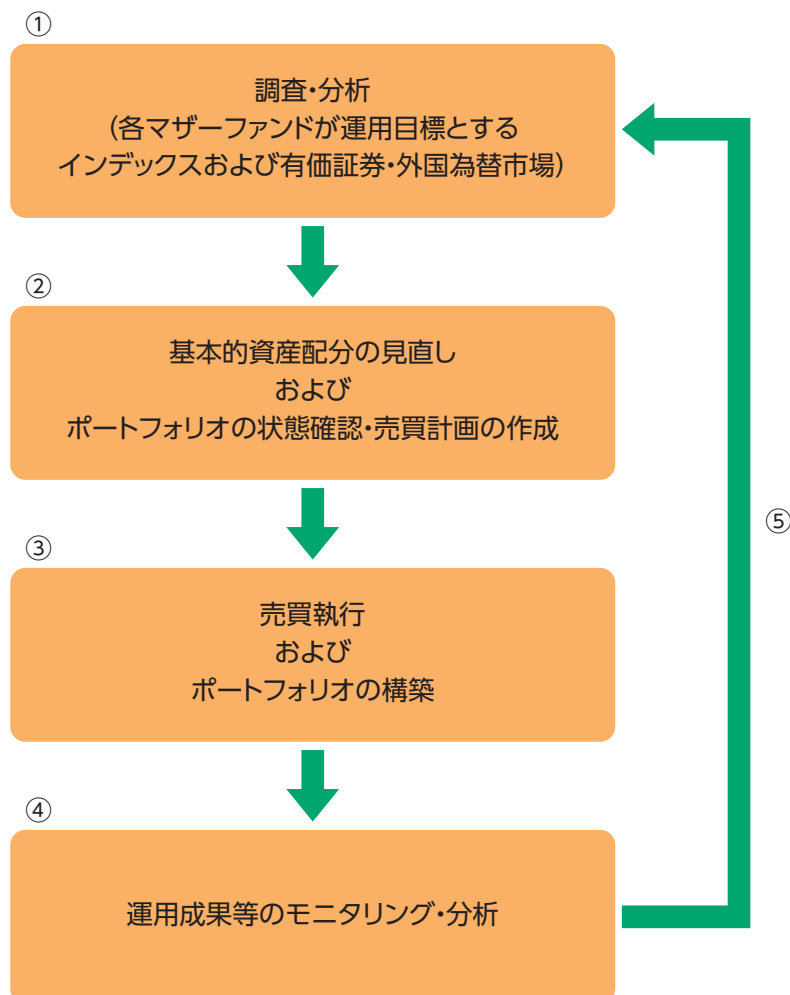 ①
調査・分析
（各マザーファンドが運用目標とする
インデックスおよび有価証券・外国為替市場）
②
基本的資産配分の見直し
および
ポートフォリオの状態確認・売買計画の作成
③
売買執行
および
ポートフォリオの構築
④
運用成果等のモニタリング・分析
⑤